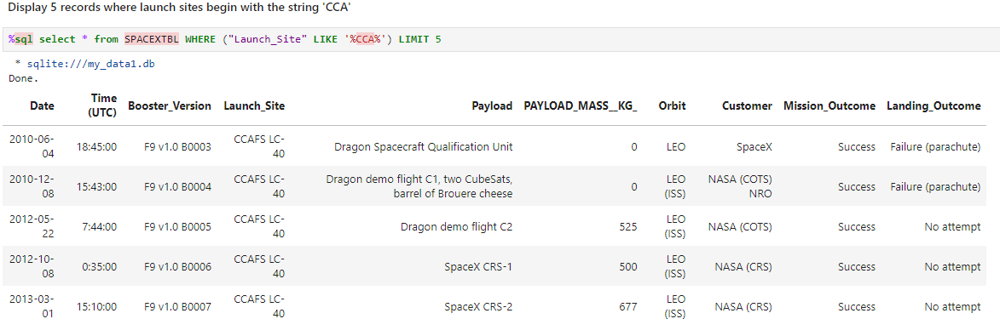 Display 5 records where launch sites begin with the string 'CCA'
%sql select * from SPACEXTBL WHERE ("Launch_Site" LIKE '%CCA%') LIMIT 5
* sqlite:///my_data1.db
Done.
Date Time (UTC) Booster_Version Launch_Site Payload PAYLOAD_MASS__KG_ Orbit Customer Mission_Outcome Landing_Outcome
2010-06-04 18:45:00 F9 v1.0 B0003 CCAFS LC-40 Dragon Spacecraft Qualification Unit 0 LEO SpaceX Success Failure (parachute)
2010-12-08 15:43:00 F9 v1.0 B0004 CCAFS LC-40 Dragon demo flight C1, two CubeSats, barrel of Brouere cheese 0 LEO (ISS) NASA (COTS) NRO Success Failure (parachute)
2012-05-22 7:44:00 F9 v1.0 B0005 CCAFS LC-40 Dragon demo flight C2 525 LEO (ISS) NASA (COTS) Success No attempt
2012-10-08 0:35:00 F9 v1.0 B0006 CCAFS LC-40 SpaceX CRS-1 500 LEO (ISS) NASA (CRS) Success No attempt
2013-03-01 15:10:00 F9 v1.0 B0007 CCAFS LC-40 SpaceX CRS-2 677 LEO (ISS) NASA (CRS) Success No attempt